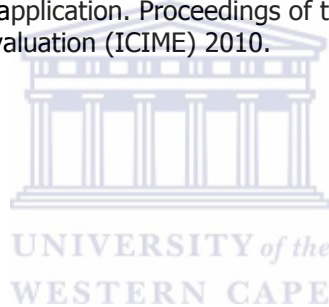 application. Proceedings of t
valuation (ICIME) 2010.
UNIVERSITY of the
WESTERN CAPE